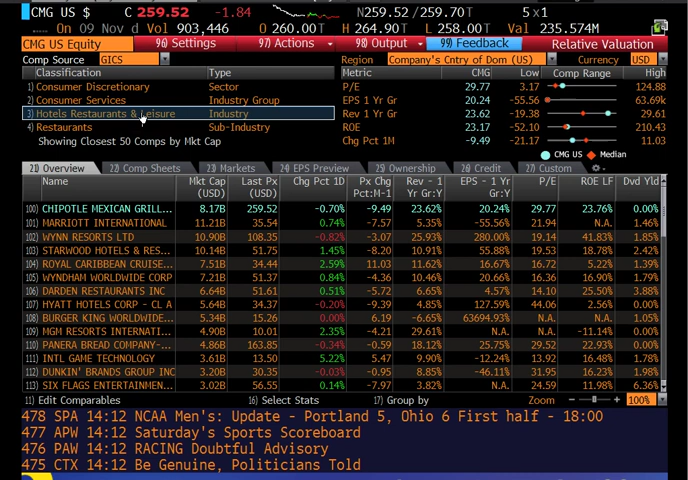 CMG US $ C 259.52 -1.84 N259.52 /259.70T 5x1
On 09 Nov d Vol 903,446 O 260.00T H 264.90T L 258.00T Val 235.574M
CMG US Equity 96) Settings 97) Actions 98) Output 99) Feedback Relative Valuation
Comp Source GICS Region Company's Cntry of Dom (US) Currency USD
Classification Type Metric CMG Low Comp Range High
1) Consumer Discretionary Sector P/E 29.77 3.17 124.88
2) Consumer Services Industry Group EPS 1 Yr Gr 20.24 -55.56 63.69k
3) Hotels Restaurants & Leisure Industry Rev 1 Yr Gr 23.62 -19.38 29.61
4) Restaurants Sub-Industry ROE 23.17 -52.10 210.43
Showing Closest 50 Comps by Mkt Cap Chg Pct 1M -9.49 -21.17 11.03
CMG US Median
21) Overview 22) Comp Sheets 23) Markets 24) EPS Preview 25) Ownership 26) Credit 27) Custom
Name Mkt Cap (USD) Last Px (USD) Chg Pct 1D Px Chg Pct:M-1 Rev - 1 Yr Gr:Y EPS - 1 Yr Gr:Y P/E ROE LF Dvd Yld
100) CHIPOTLE MEXICAN GRILL... 8.17B 259.52 -0.70% -9.49 23.62% 20.24% 29.77 23.76% 0.00%
101) MARRIOTT INTERNATIONAL 11.21B 35.54 0.74% -7.57 5.35% -55.56% 21.94 N.A. 1.46%
102) WYNN RESORTS LTD 10.90B 108.35 -0.82% -3.07 25.93% 280.00% 19.14 41.83% 1.85%
103) STARWOOD HOTELS & RES... 10.14B 51.75 1.45% -8.20 10.91% 55.88% 19.53 18.78% 2.42%
104) ROYAL CARIBBEAN CRUISE... 7.51B 34.44 2.59% 11.03 11.62% 16.67% 16.72 5.22% 1.39%
105) WYNDHAM WORLDWIDE CORP 7.21B 51.37 0.84% -4.36 10.46% 20.66% 16.36 16.90% 1.79%
106) DARDEN RESTAURANTS INC 6.64B 51.61 0.51% -5.72 6.65% 4.57% 14.10 25.50% 3.88%
107) HYATT HOTELS CORP - CL A 5.64B 34.37 -0.20% -9.39 4.85% 127.59% 44.06 2.56% 0.00%
108) BURGER KING WORLDWIDE... 5.34B 15.26 0.00% 6.19 -6.65% 63694.93% N.A. N.A. 1.05%
109) MGM RESORTS INTERNATI... 4.90B 10.01 2.35% -4.21 29.61% N.A. N.A. -11.14% 0.00%
110) PANERA BREAD COMPANY-... 4.86B 163.85 -0.34% -0.59 18.12% 25.75% 29.52 22.93% 0.00%
111) INTL GAME TECHNOLOGY 3.61B 13.50 5.22% 5.47 9.90% -12.24% 13.92 16.48% 1.78%
112) DUNKIN' BRANDS GROUP INC 3.20B 30.35 -0.03% -0.95 8.85% -46.11% 31.95 16.23% 1.98%
113) SIX FLAGS ENTERTAINMEN... 3.02B 56.55 0.14% -7.97 3.82% N.A. 24.59 11.98% 6.36%
11) Edit Comparables 16) Select Stats 17) Group by Zoom 100%
478 SPA 14:12 NCAA Men's: Update - Portland 5, Ohio 6 First half - 18:00
477 APW 14:12 Saturday's Sports Scoreboard
476 PAW 14:12 RACING Doubtful Advisory
475 CTX 14:12 Be Genuine, Politicians Told